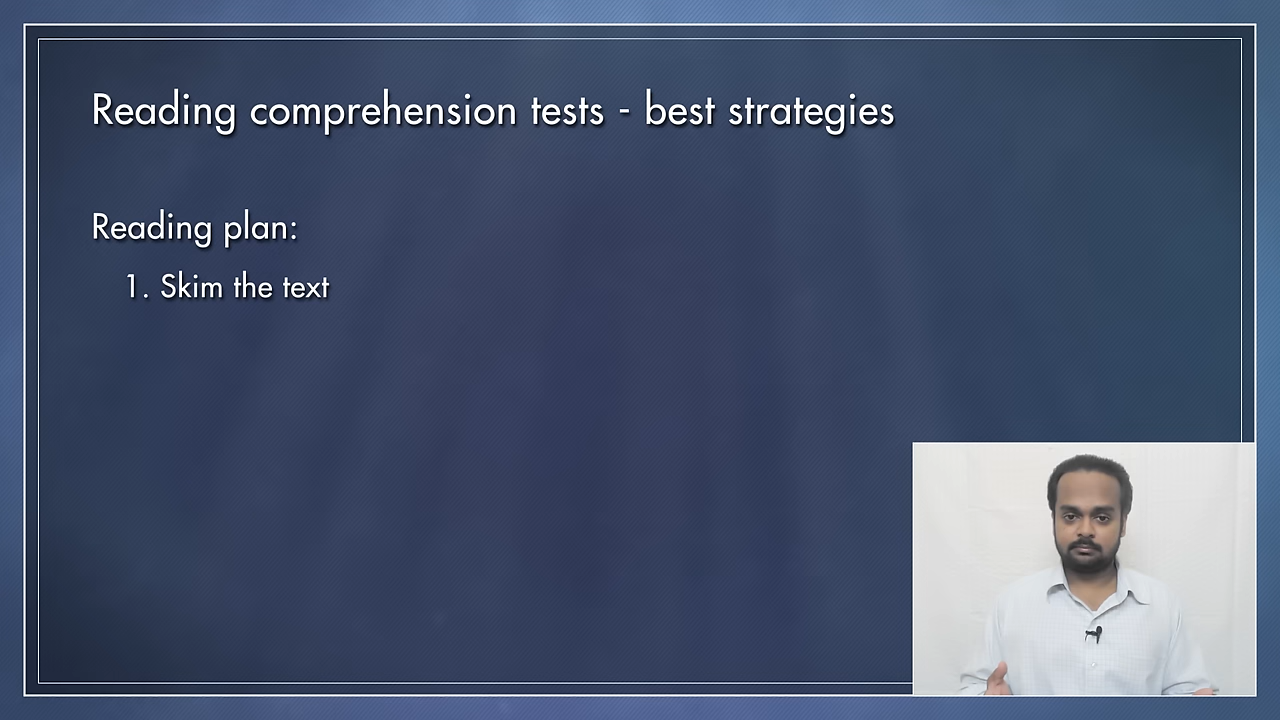 Reading comprehension tests - best strategies
Reading plan:
1. Skim the text